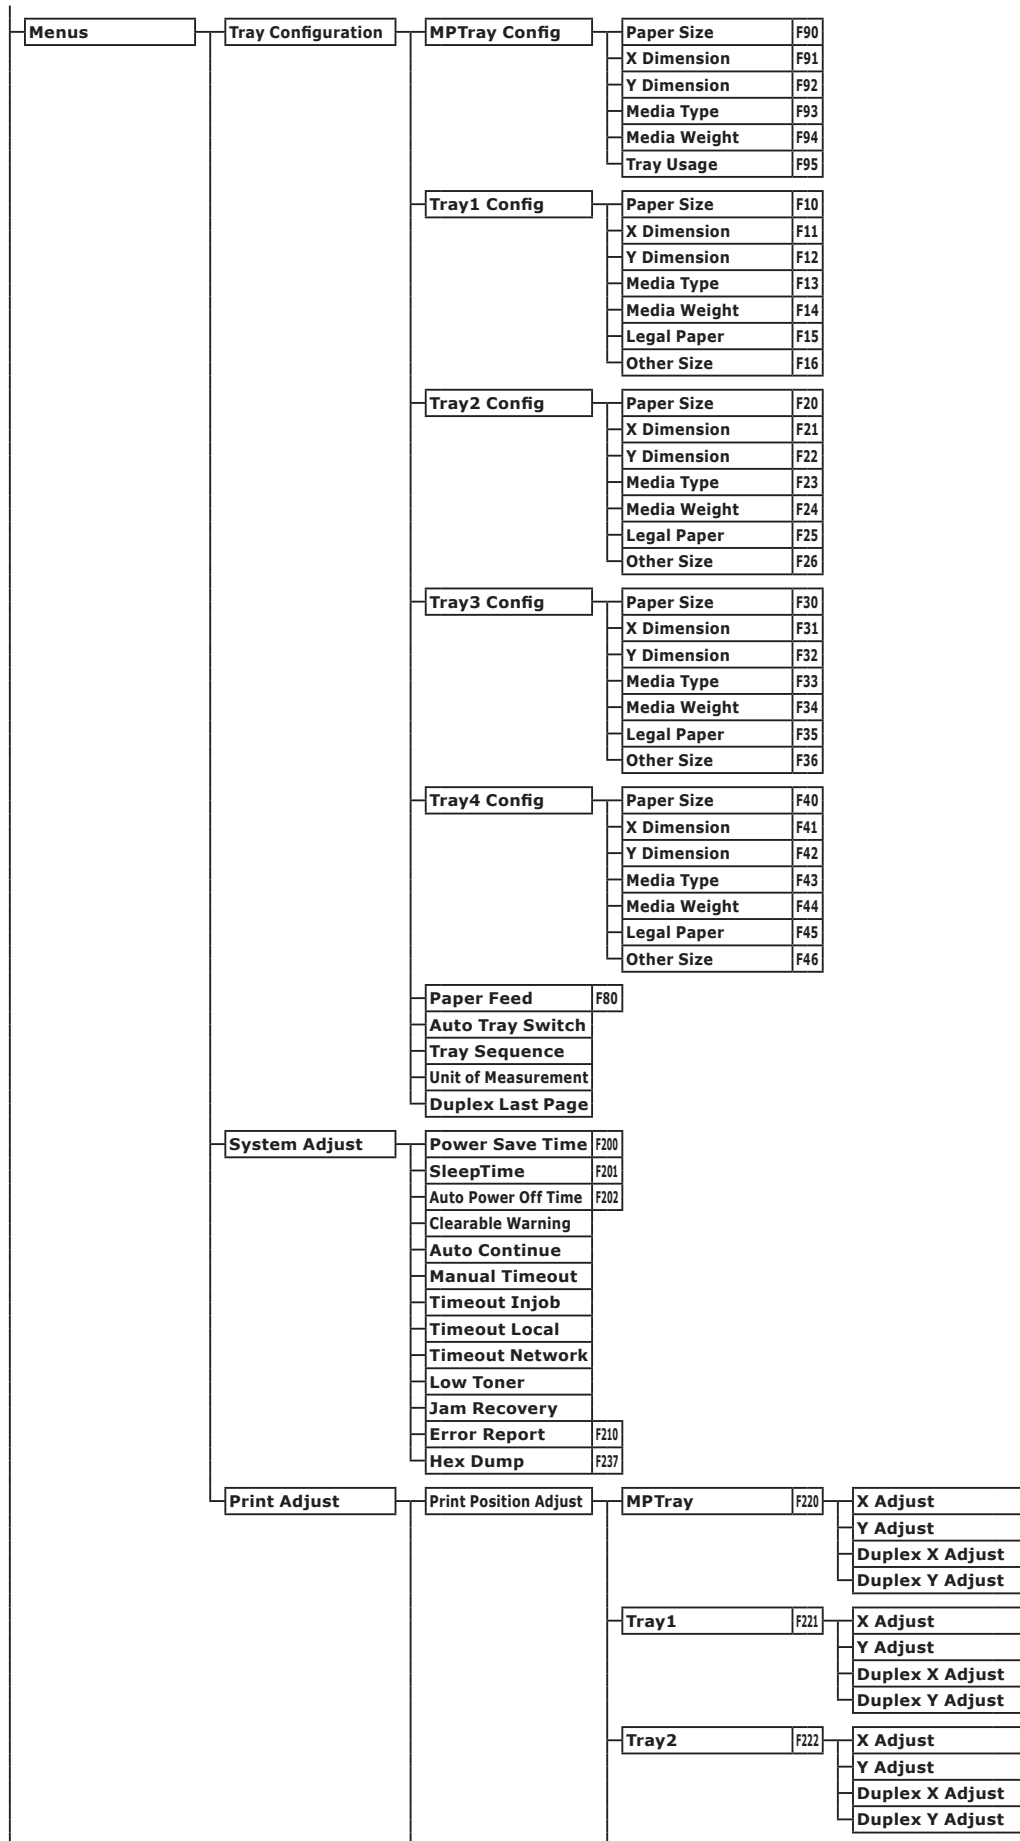 Menus Tray Configuration MPTray Config Paper Size F90
X Dimension F91
Y Dimension F92
Media Type F93
Media Weight F94
Tray Usage F95
Tray1 Config Paper Size F10
X Dimension F11
Y Dimension F12
Media Type F13
Media Weight F14
Legal Paper F15
Other Size F16
Tray2 Config Paper Size F20
X Dimension F21
Y Dimension F22
Media Type F23
Media Weight F24
Legal Paper F25
Other Size F26
Tray3 Config Paper Size F30
X Dimension F31
Y Dimension F32
Media Type F33
Media Weight F34
Legal Paper F35
Other Size F36
Tray4 Config Paper Size F40
X Dimension F41
Y Dimension F42
Media Type F43
Media Weight F44
Legal Paper F45
Other Size F46
Paper Feed F80
Auto Tray Switch
Tray Sequence
Unit of Measurement
Duplex Last Page
System Adjust Power Save Time F200
SleepTime F201
Auto Power Off Time F202
Clearable Warning
Auto Continue
Manual Timeout
Timeout Injob
Timeout Local
Timeout Network
Low Toner
Jam Recovery
Error Report F210
Hex Dump F237
Print Adjust Print Position Adjust MPTray F220 X Adjust
Y Adjust
Duplex X Adjust
Duplex Y Adjust
Tray1 F221 X Adjust
Y Adjust
Duplex X Adjust
Duplex Y Adjust
Tray2 F222 X Adjust
Y Adjust
Duplex X Adjust
Duplex Y Adjust